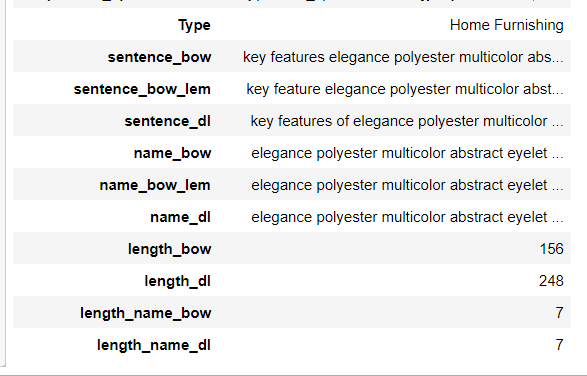 Type Home Furnishing
sentence_bow key features elegance polyester multicolor abs...
sentence_bow_lem key feature elegance polyester multicolor abst...
sentence_dl key features of elegance polyester multicolor ...
name_bow elegance polyester multicolor abstract eyelet ...
name_bow_lem elegance polyester multicolor abstract eyelet ...
name_dl elegance polyester multicolor abstract eyelet ...
length_bow 156
length_dl 248
length_name_bow 7
length_name_dl 7